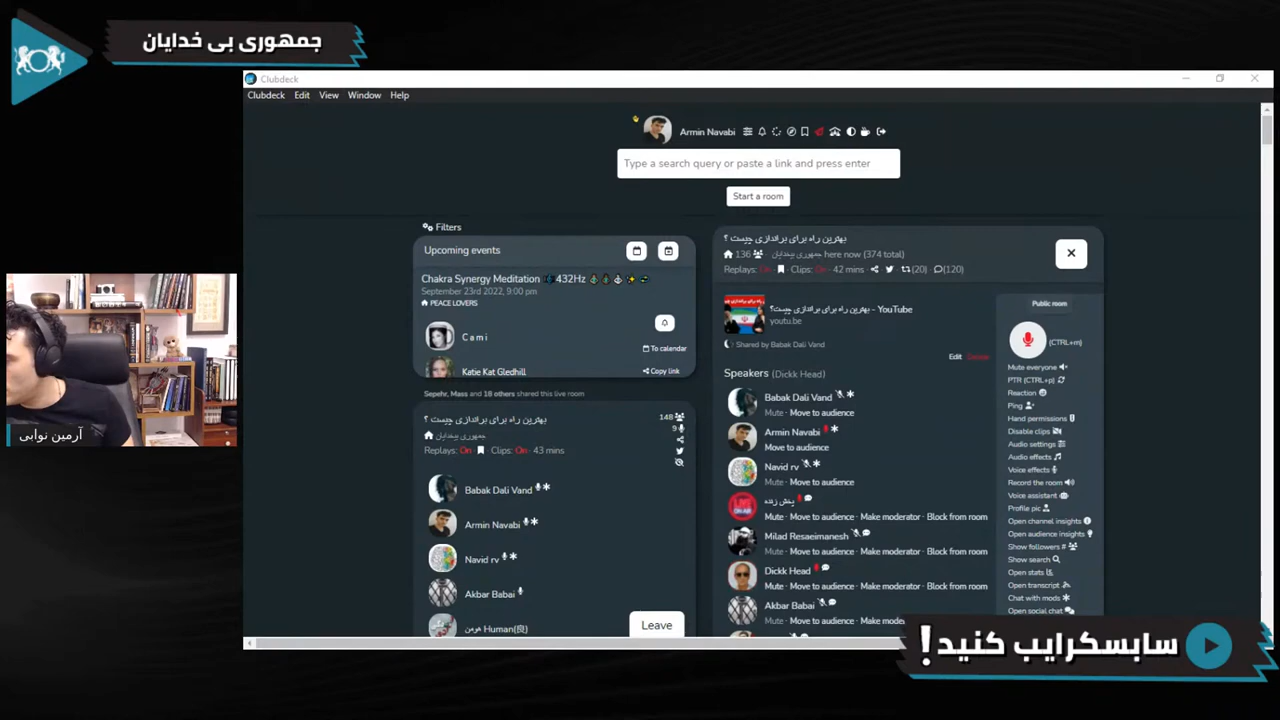 جمهوری بی خدایان
Clubdeck
Clubdeck Edit View Window Help
Armin Navabi
Type a search query or paste a link and press enter
Start a room
Filters
Upcoming events
Chakra Synergy Meditation 432Hz
September 23rd 2022, 9:00 pm
PEACE LOVERS
C a m i
To calendar
Katie Kat Gledhill
Copy link
Sepehr, Mass and 18 others shared this live room
بهترین راه برای براندازی چیست ؟
148
جمهوری بیخدایان
9
Replays: On · Clips: On · 43 mins
Babak Dali Vand
Armin Navabi
Navid rv
Akbar Babai
هومن Human(良)
Leave
بهترین راه برای براندازی چیست ؟
136 جمهوری بیخدایان here now (374 total)
Replays: On · Clips: On · 42 mins · (20) · (120)
بهترین راه برای براندازی چیست؟ - YouTube
youtu.be
Shared by Babak Dali Vand
Edit
Speakers (Dickk Head)
Babak Dali Vand
Mute · Move to audience
Armin Navabi
Move to audience
Navid rv
Mute · Move to audience
پخش زنده
Mute · Move to audience · Make moderator · Block from room
Milad Resaeimanesh
Mute · Move to audience · Make moderator · Block from room
Dickk Head
Mute · Move to audience · Make moderator · Block from room
Akbar Babai
Mute · Move to audience · Make mode
Public room
(CTRL+m)
Mute everyone
PTR (CTRL+p)
Reaction
Ping
Hand permissions
Disable clips
Audio settings
Audio effects
Voice effects
Record the room
Voice assistant
Profile pic
Open channel insights
Open audience insights
Show followers #
Show search
Open stats
Open transcript
Chat with mods
Open social chat
آرمین نوابی
سابسکرایب کنید!